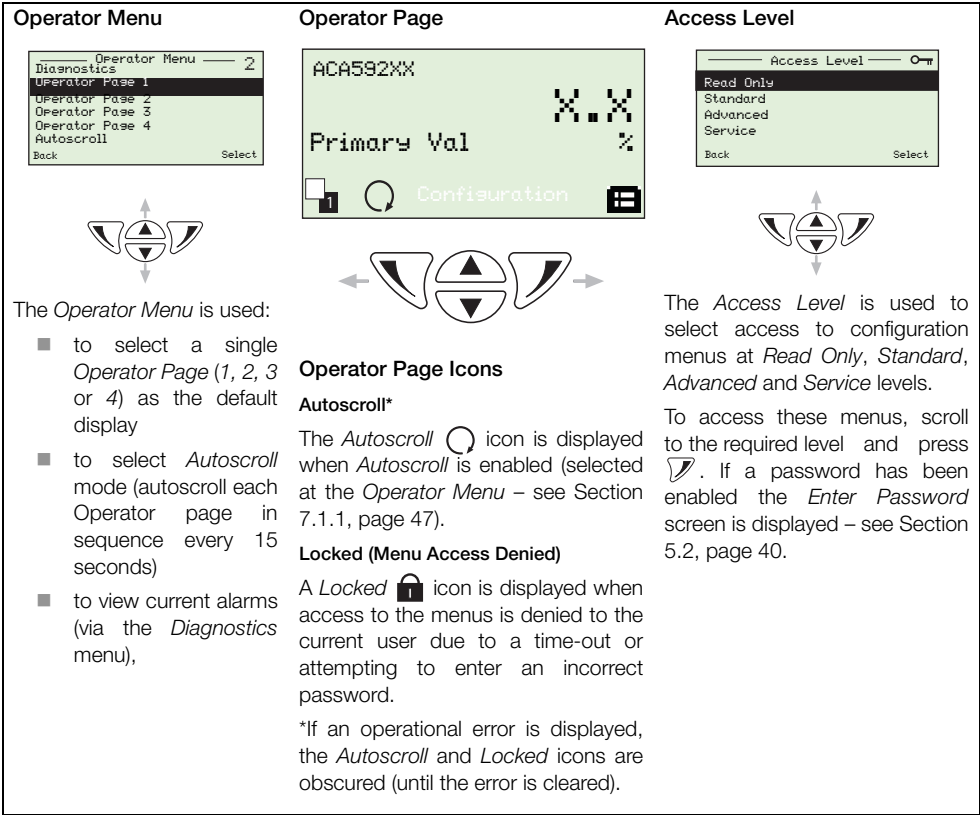 Operator Menu
Operator Menu 2
Diagnostics
Operator Page 1
Operator Page 2
Operator Page 3
Operator Page 4
Autoscroll
Back Select
The Operator Menu is used:
to select a single
Operator Page (1, 2, 3
or 4) as the default
display
to select Autoscroll
mode (autoscroll each
Operator page in
sequence every 15
seconds)
to view current alarms
(via the Diagnostics
menu),
Operator Page
ACA592XX
X.X
Primary Val %
1 Configuration
Operator Page Icons
Autoscroll*
The Autoscroll icon is displayed
when Autoscroll is enabled (selected
at the Operator Menu – see Section
7.1.1, page 47).
Locked (Menu Access Denied)
A Locked icon is displayed when
access to the menus is denied to the
current user due to a time-out or
attempting to enter an incorrect
password.
*If an operational error is displayed,
the Autoscroll and Locked icons are
obscured (until the error is cleared).
Access Level
Access Level
Read Only
Standard
Advanced
Service
Back Select
The Access Level is used to
select access to configuration
menus at Read Only, Standard,
Advanced and Service levels.
To access these menus, scroll
to the required level and press
. If a password has been
enabled the Enter Password
screen is displayed – see Section
5.2, page 40.